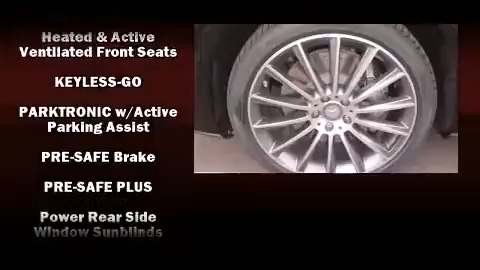 Heated & Active
Ventilated Front Seats
KEYLESS-GO
PARKTRONIC w/Active
Parking Assist
PRE-SAFE Brake
PRE-SAFE PLUS
Power Rear Side
Window Sunblinds